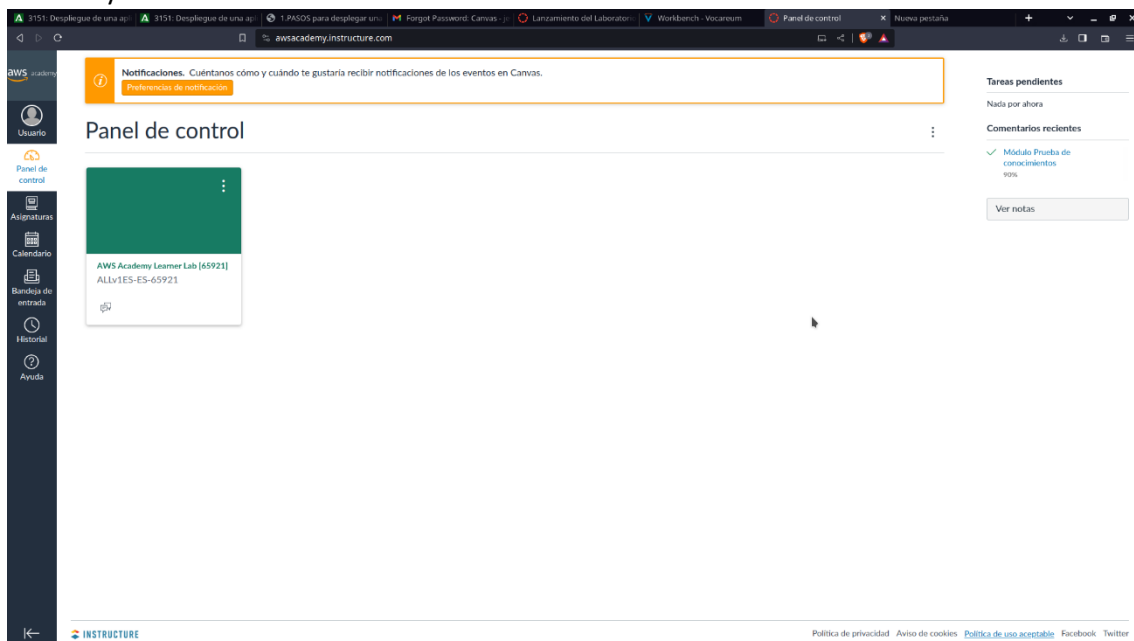 3151: Despliegue de una apl
3151: Despliegue de una apl
1.PASOS para desplegar una
Forgot Password: Canvas - j
Lanzamiento del Laboratorio
Workbench - Vocareum
Panel de control
Nueva pestaña
awsacademy.instructure.com
aws academy
Usuario
Panel de
control
Asignaturas
Calendario
Bandeja de
entrada
Historial
Ayuda
Notificaciones. Cuéntanos cómo y cuándo te gustaría recibir notificaciones de los eventos en Canvas.
Preferencias de notificación
Panel de control
AWS Academy Learner Lab [65921]
ALLv1ES-ES-65921
Tareas pendientes
Nada por ahora
Comentarios recientes
Módulo Prueba de
conocimientos
90%
Ver notas
INSTRUCTURE
Política de privacidad Aviso de cookies Política de uso aceptable Facebook Twitter